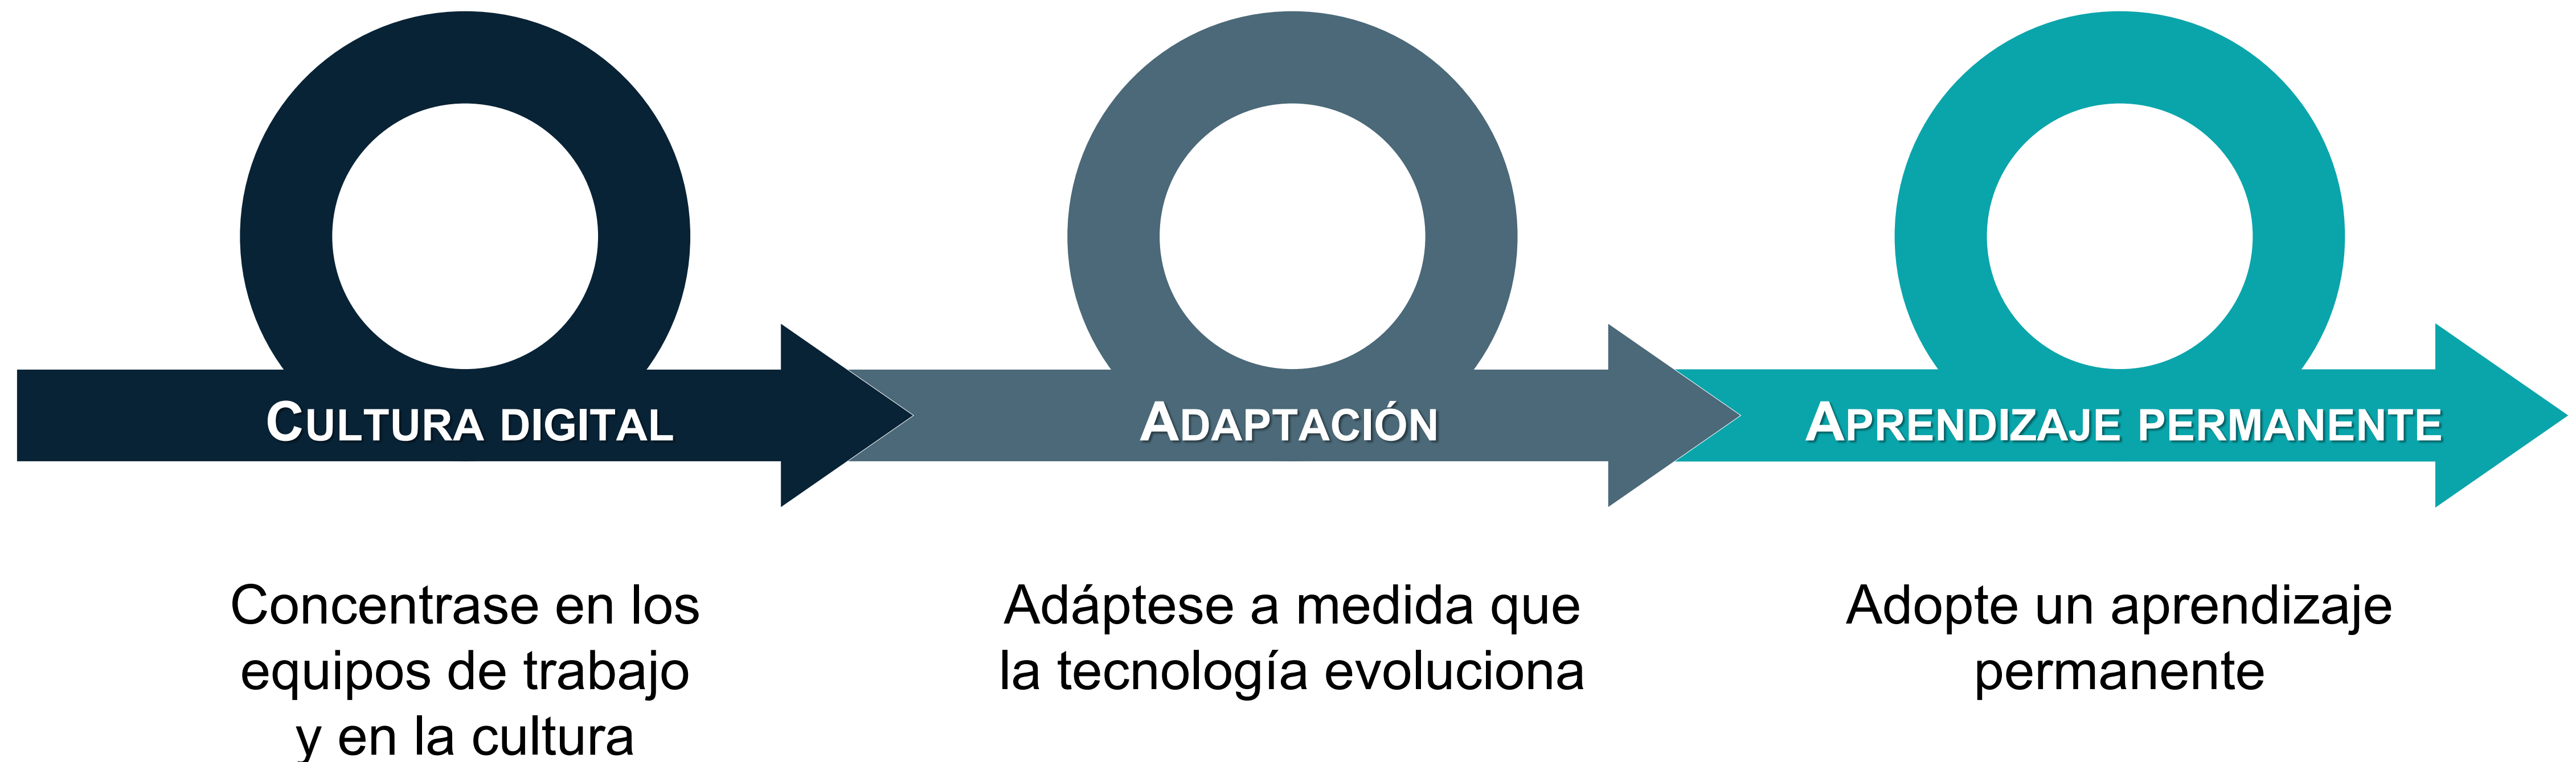 CULTURA DIGITAL
ADAPTACIÓN
APRENDIZAJE PERMANENTE
Concentrase en los
equipos de trabajo
y en la cultura
Adáptese a medida que
la tecnología evoluciona
Adopte un aprendizaje
permanente